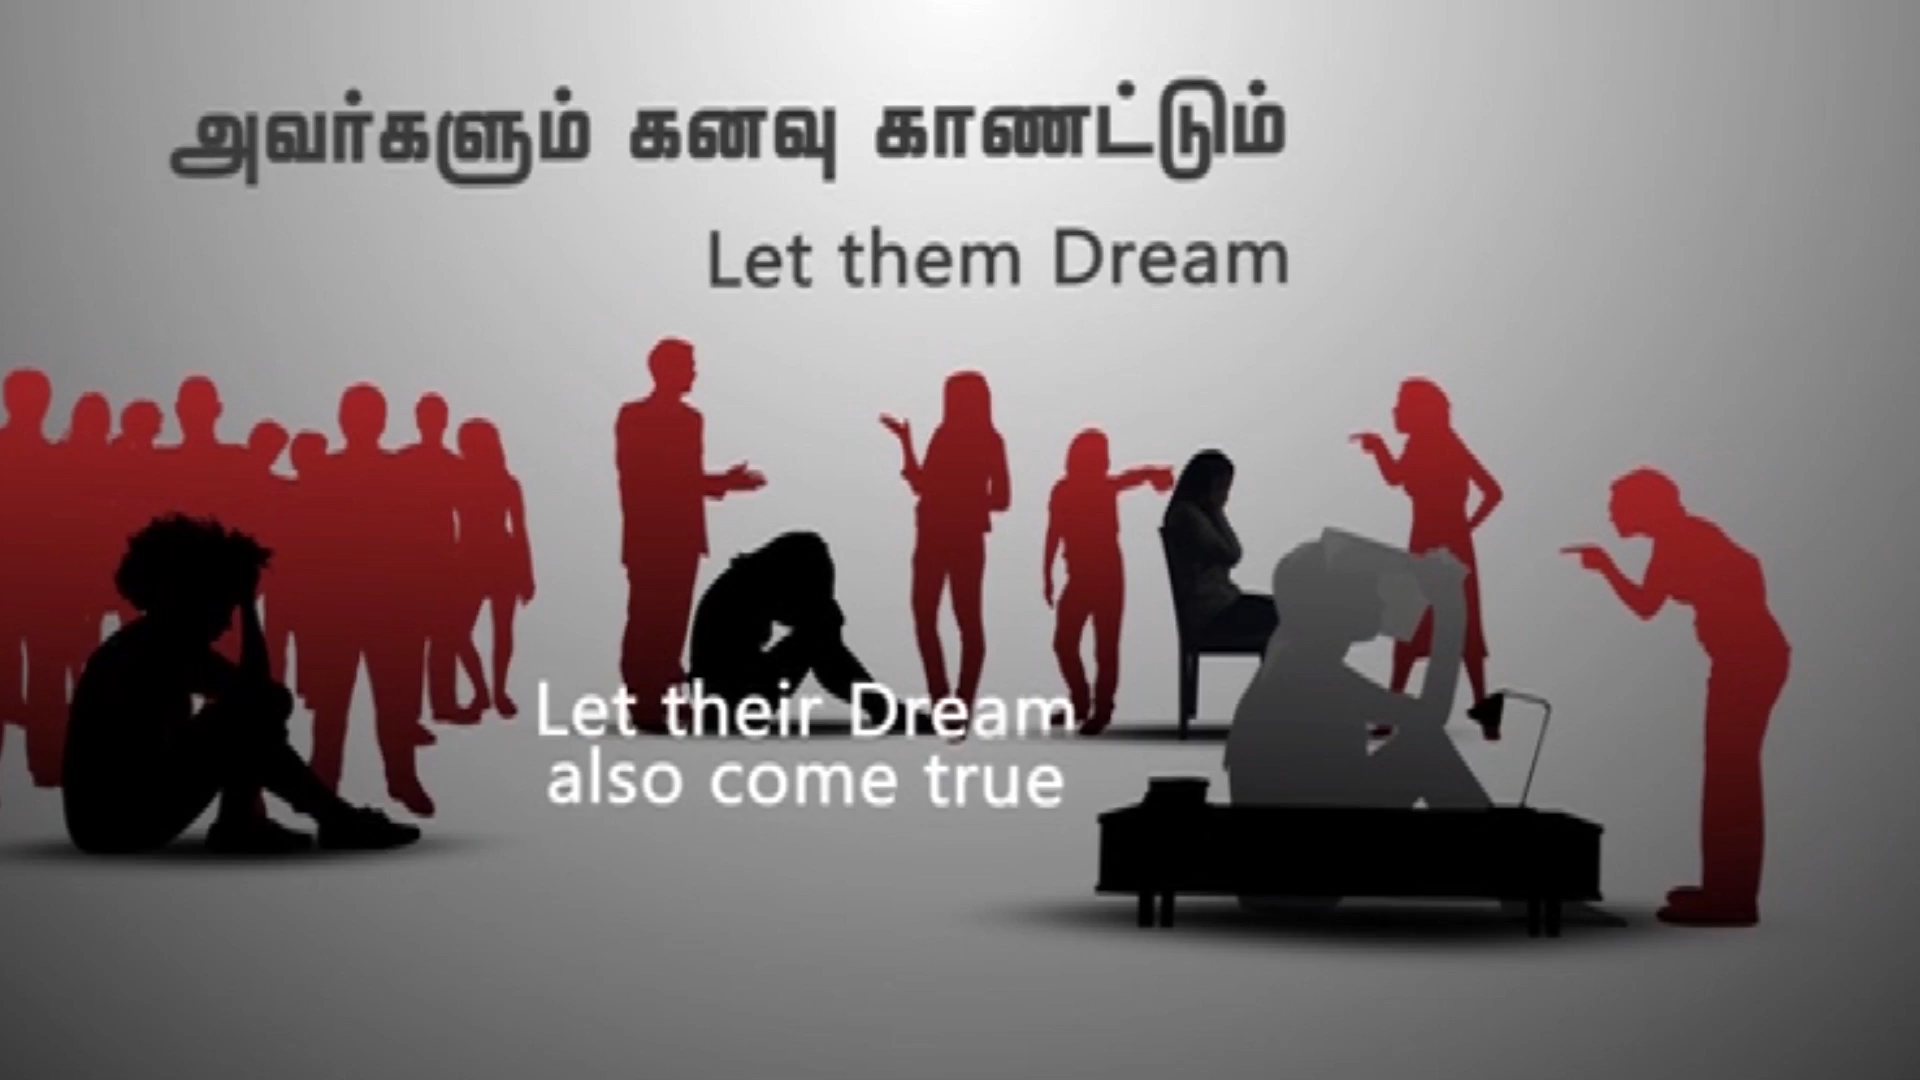 அவர்களும் கனவு காணட்டும்
Let them Dream
Let their Dream
also come true